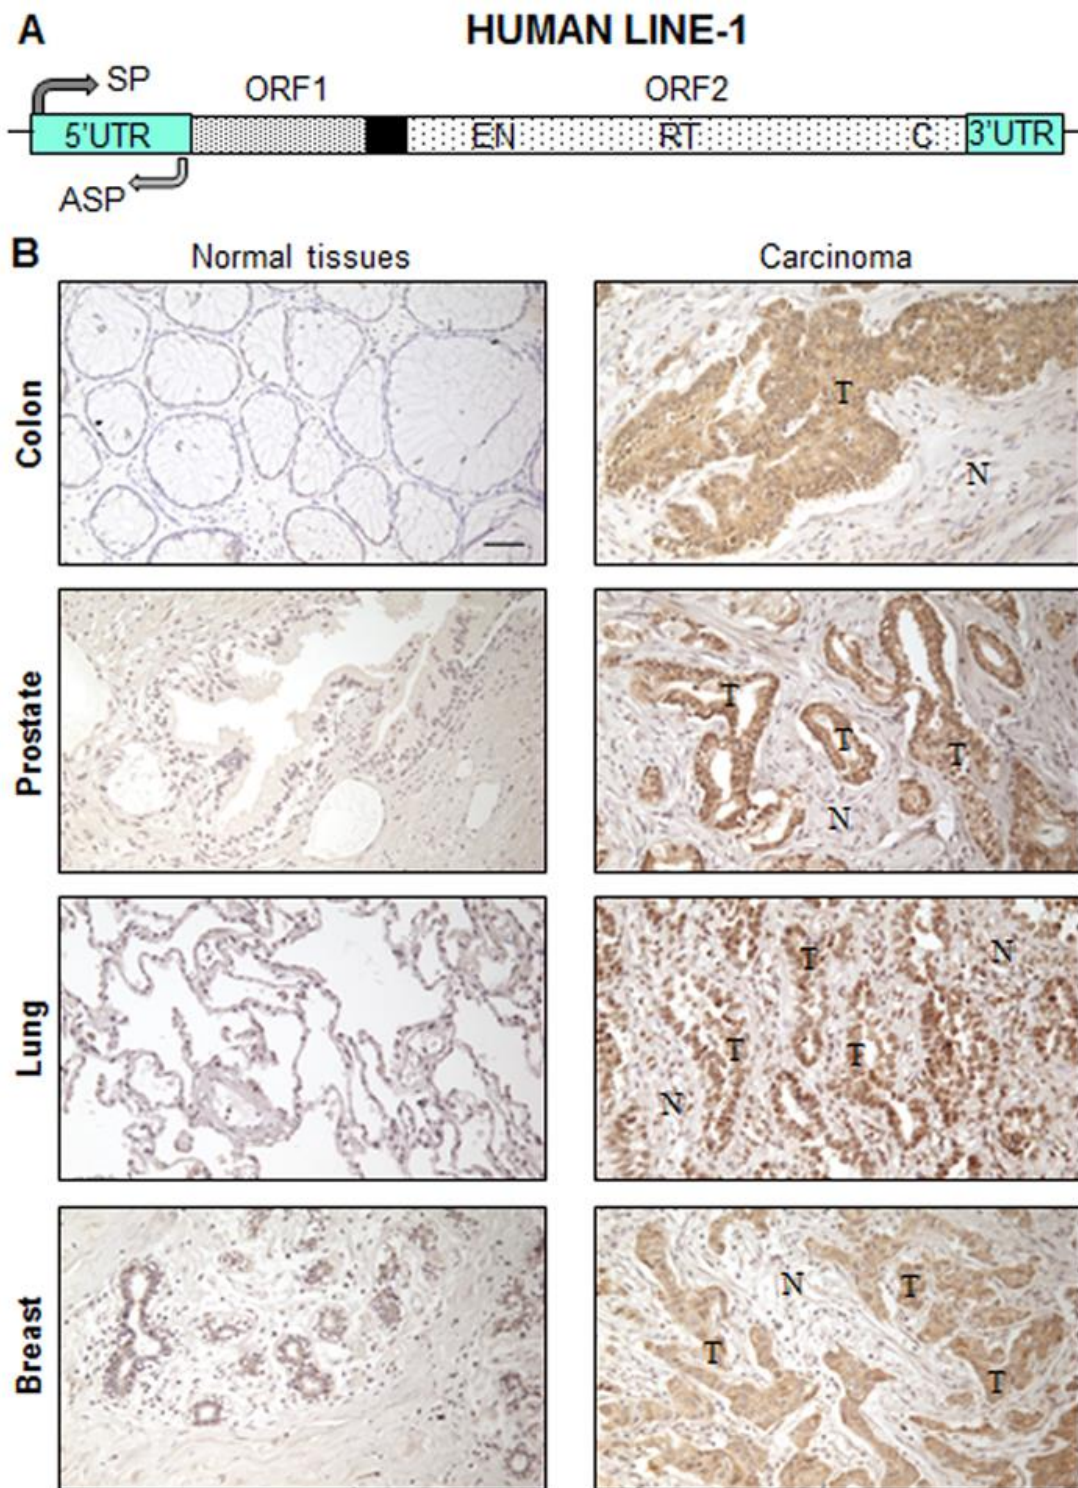 A HUMAN LINE-1
SP ORF1 ORF2
5'UTR EN RT C 3'UTR
ASP
B Normal tissues Carcinoma
Colon
T
N
Prostate
T
T
T
N
Lung
T
N
T
T
N
Breast
N
T
T
T